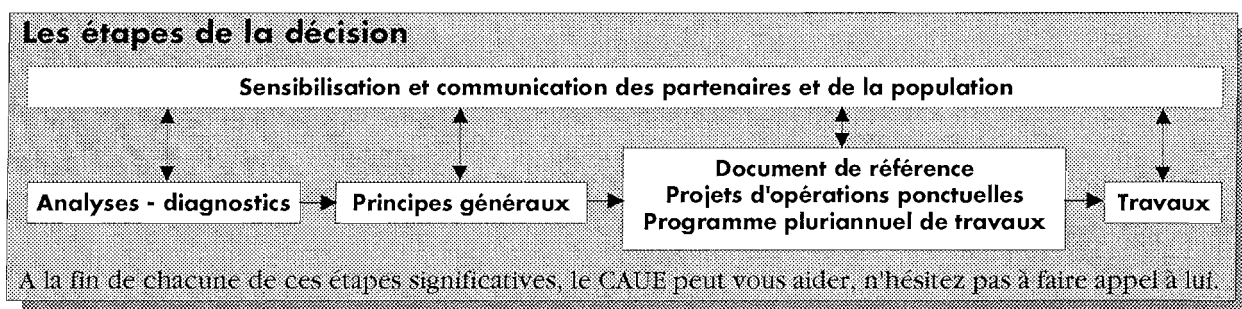 Les étapes de la décision
Sensibilisation et communication des partenaires et de la population
Analyses - diagnostics
Principes généraux
Document de référence
Projets d'opérations ponctuelles
Programme pluriannuel de travaux
Travaux
A la fin de chacune de ces étapes significatives, le CAUE peut vous aider, n'hésitez pas à faire appel à lui.